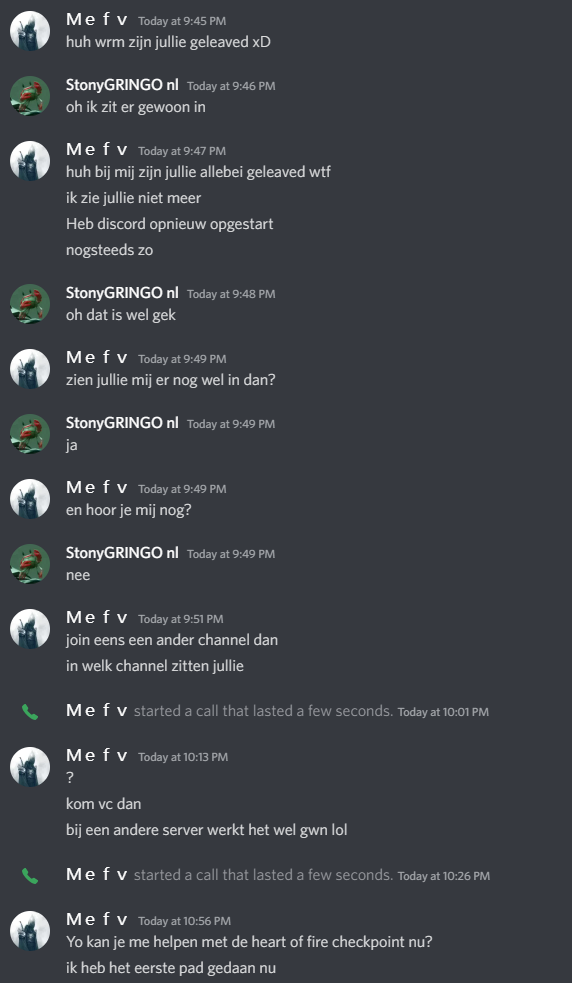 M e f v Today at 9:45 PM
huh wrm zijn jullie geleaved xD
StonyGRINGO nl Today at 9:46 PM
oh ik zit er gewoon in
M e f v Today at 9:47 PM
huh bij mij zijn jullie allebei geleaved wtf
ik zie jullie niet meer
Heb discord opnieuw opgestart
nogsteeds zo
StonyGRINGO nl Today at 9:48 PM
oh dat is wel gek
M e f v Today at 9:49 PM
zien jullie mij er nog wel in dan?
StonyGRINGO nl Today at 9:49 PM
ja
M e f v Today at 9:49 PM
en hoor je mij nog?
StonyGRINGO nl Today at 9:49 PM
nee
M e f v Today at 9:51 PM
join eens een ander channel dan
in welk channel zitten jullie
M e f v started a call that lasted a few seconds. Today at 10:01 PM
M e f v Today at 10:13 PM
?
kom vc dan
bij een andere server werkt het wel gwn lol
M e f v started a call that lasted a few seconds. Today at 10:26 PM
M e f v Today at 10:56 PM
Yo kan je me helpen met de heart of fire checkpoint nu?
ik heb het eerste pad gedaan nu